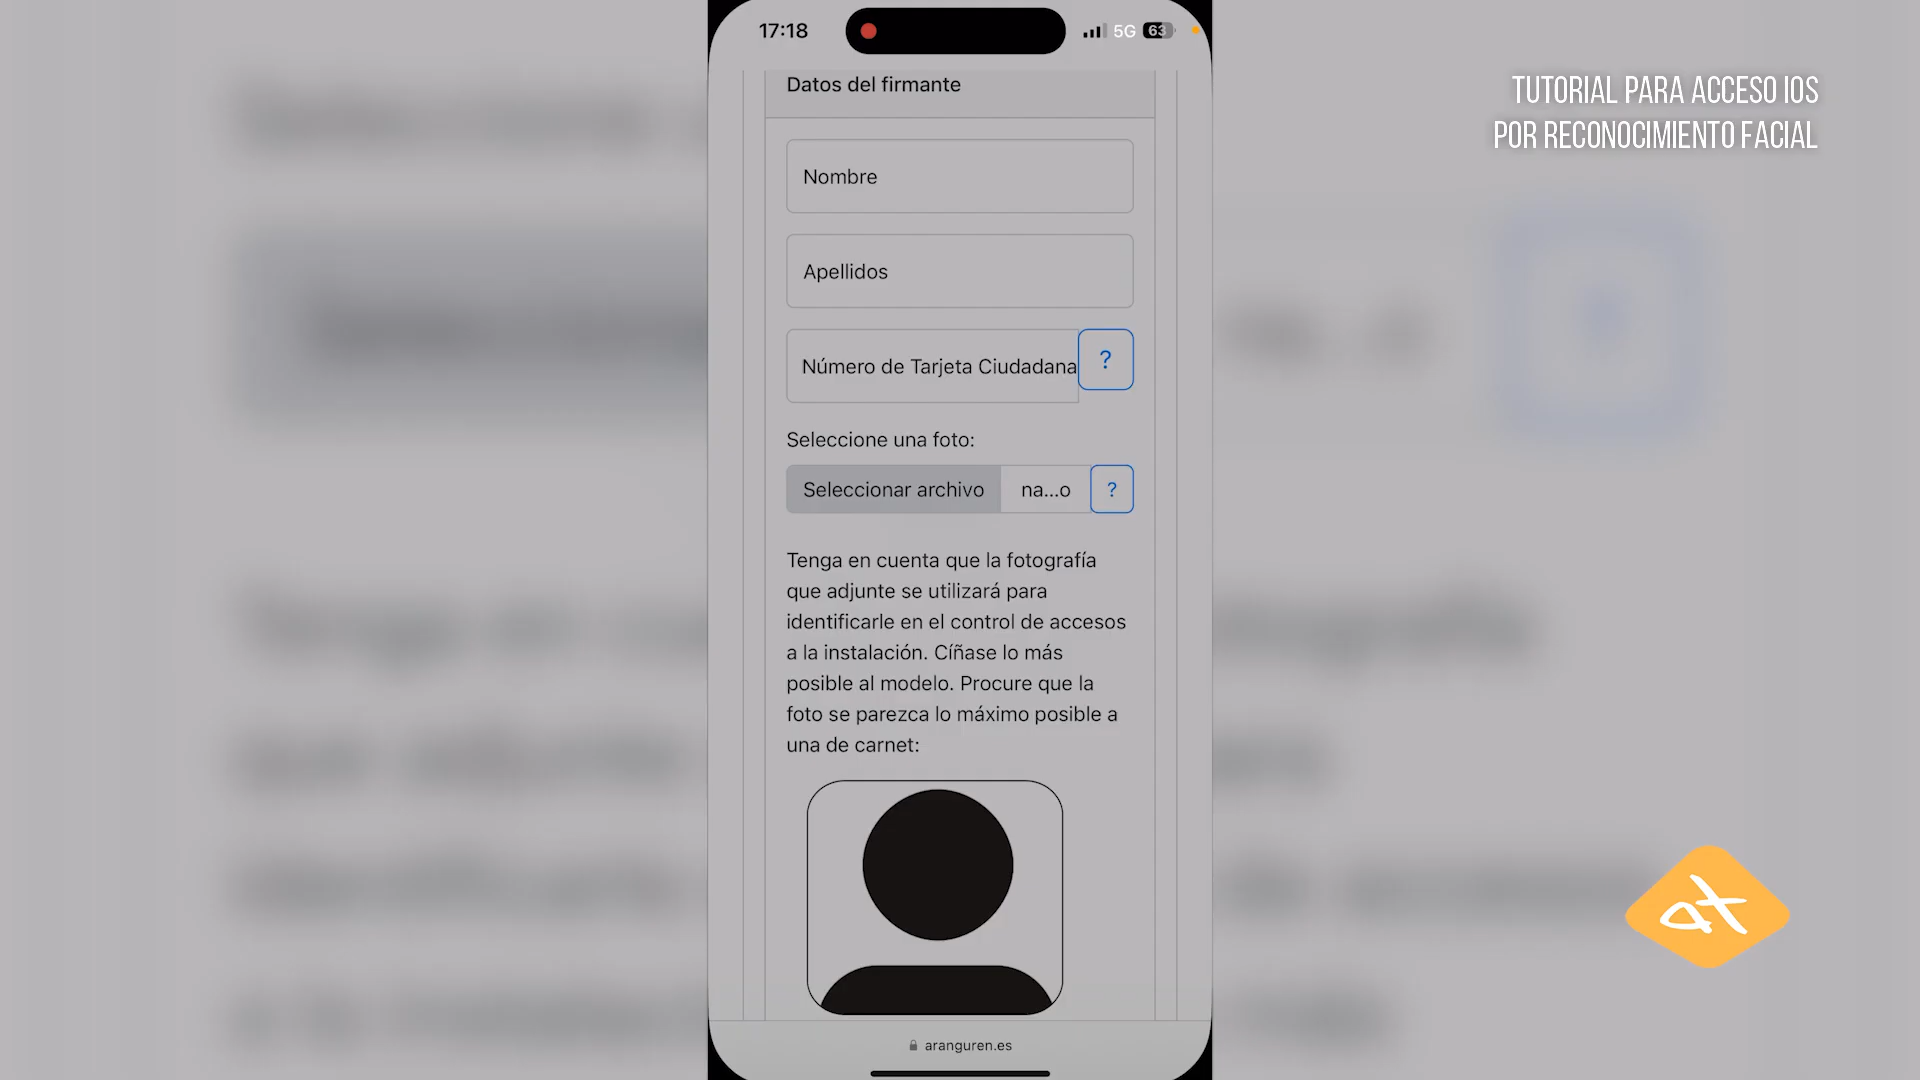 17:18
5G 63
TUTORIAL PARA ACCESO IOS
POR RECONOCIMIENTO FACIAL
Datos del firmante
Nombre
Apellidos
Número de Tarjeta Ciudadana ?
Seleccione una foto:
Seleccionar archivo na...o ?
Tenga en cuenta que la fotografía
que adjunte se utilizará para
identificarle en el control de accesos
a la instalación. Cíñase lo más
posible al modelo. Procure que la
foto se parezca lo máximo posible a
una de carnet:
aranguren.es